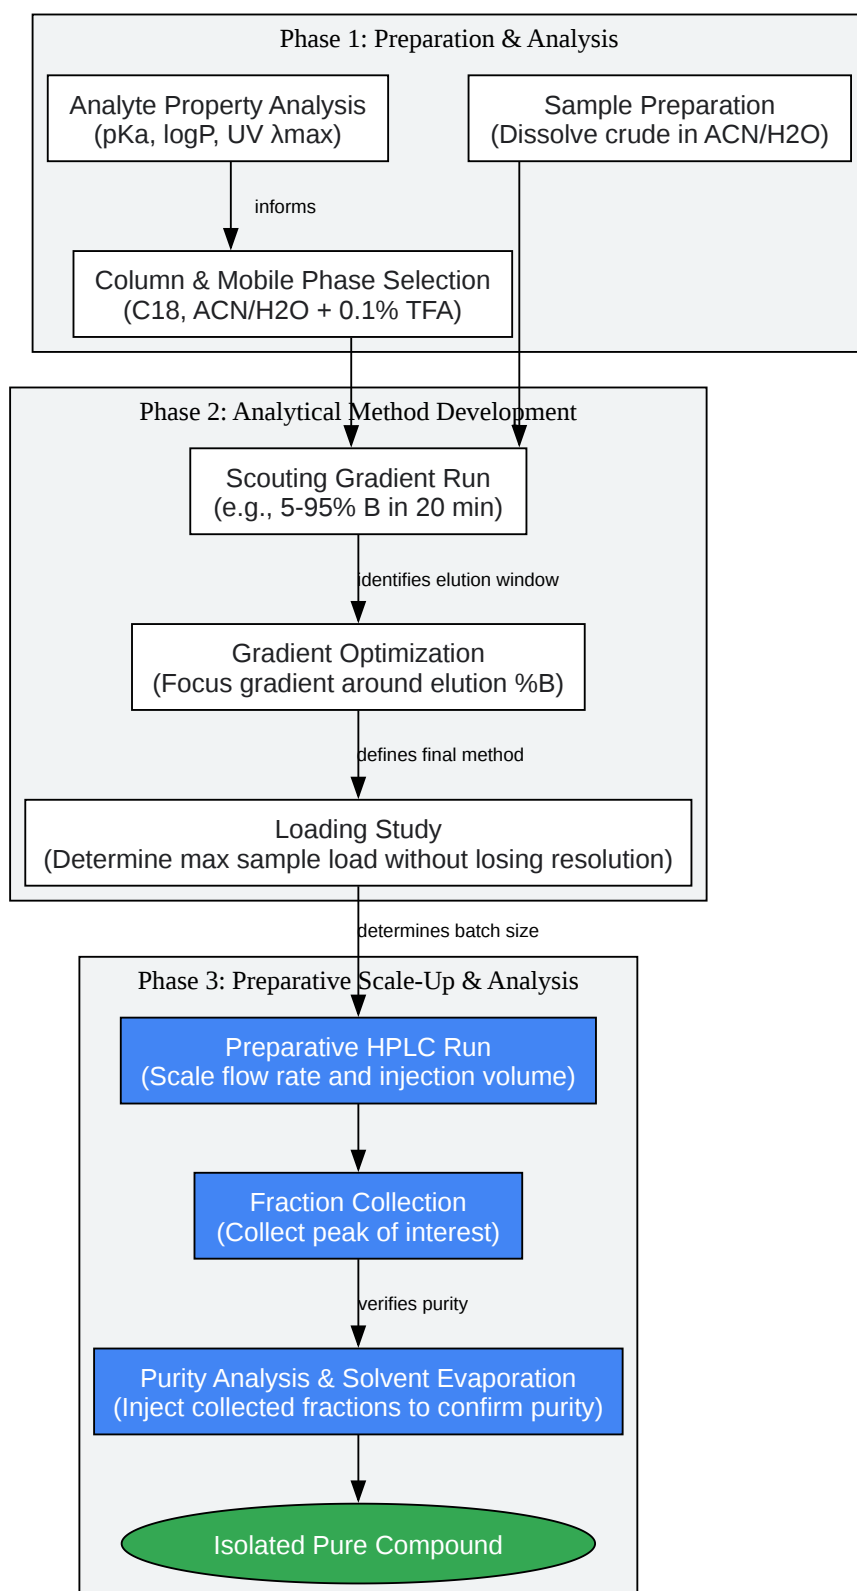 Phase 1: Preparation & Analysis
Analyte Property Analysis
(pKa, logP, UV λmax)
Sample Preparation
(Dissolve crude in ACN/H2O)
informs
Column & Mobile Phase Selection
(C18, ACN/H2O + 0.1% TFA)
Phase 2: Analytical Method Development
Scouting Gradient Run
(e.g., 5-95% B in 20 min)
identifies elution window
Gradient Optimization
(Focus gradient around elution %B)
defines final method
Loading Study
(Determine max sample load without losing resolution)
determines batch size
Phase 3: Preparative Scale-Up & Analysis
Preparative HPLC Run
(Scale flow rate and injection volume)
Fraction Collection
(Collect peak of interest)
verifies purity
Purity Analysis & Solvent Evaporation
(Inject collected fractions to confirm purity)
Isolated Pure Compound